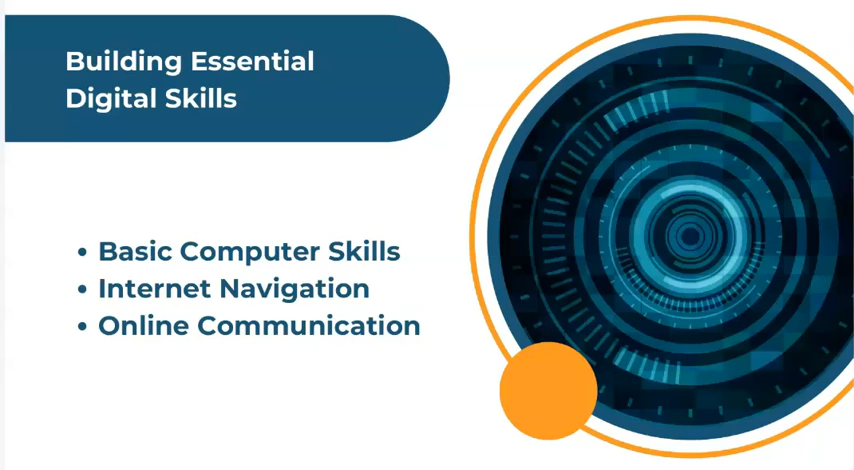 Building Essential
Digital Skills
• Basic Computer Skills
• Internet Navigation
• Online Communication